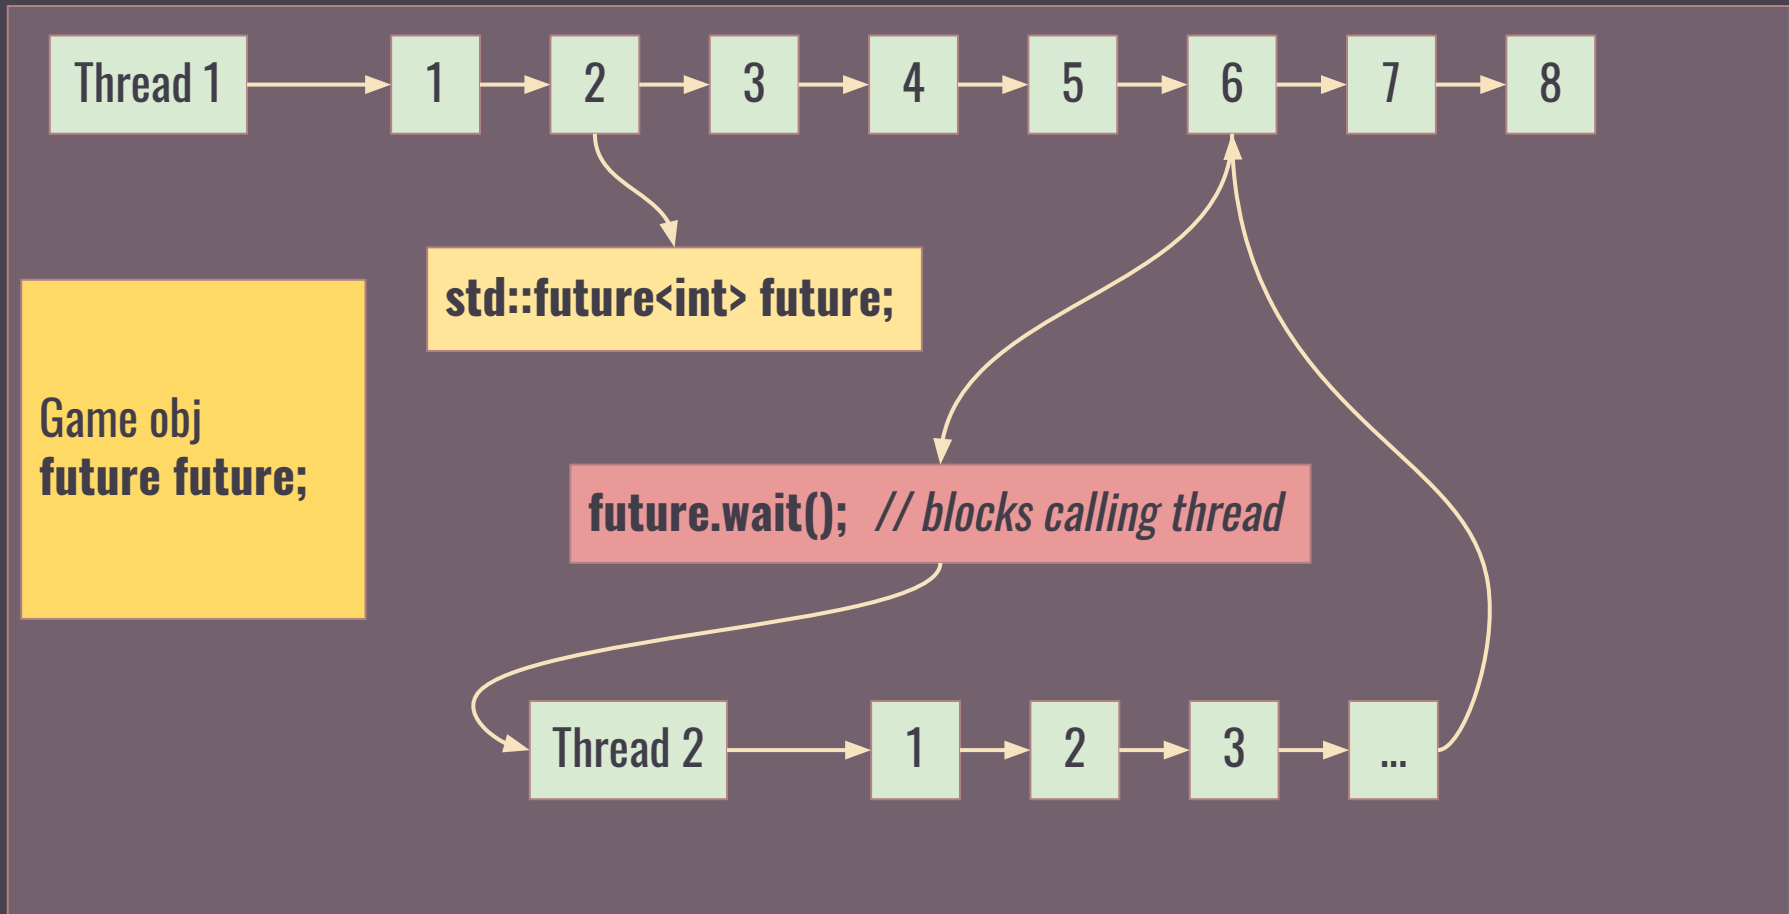 Thread 1
1
2
3
4
5
6
7
8
std::future<int> future;
Game obj
future future;
future.wait(); // blocks calling thread
Thread 2
1
2
3
...